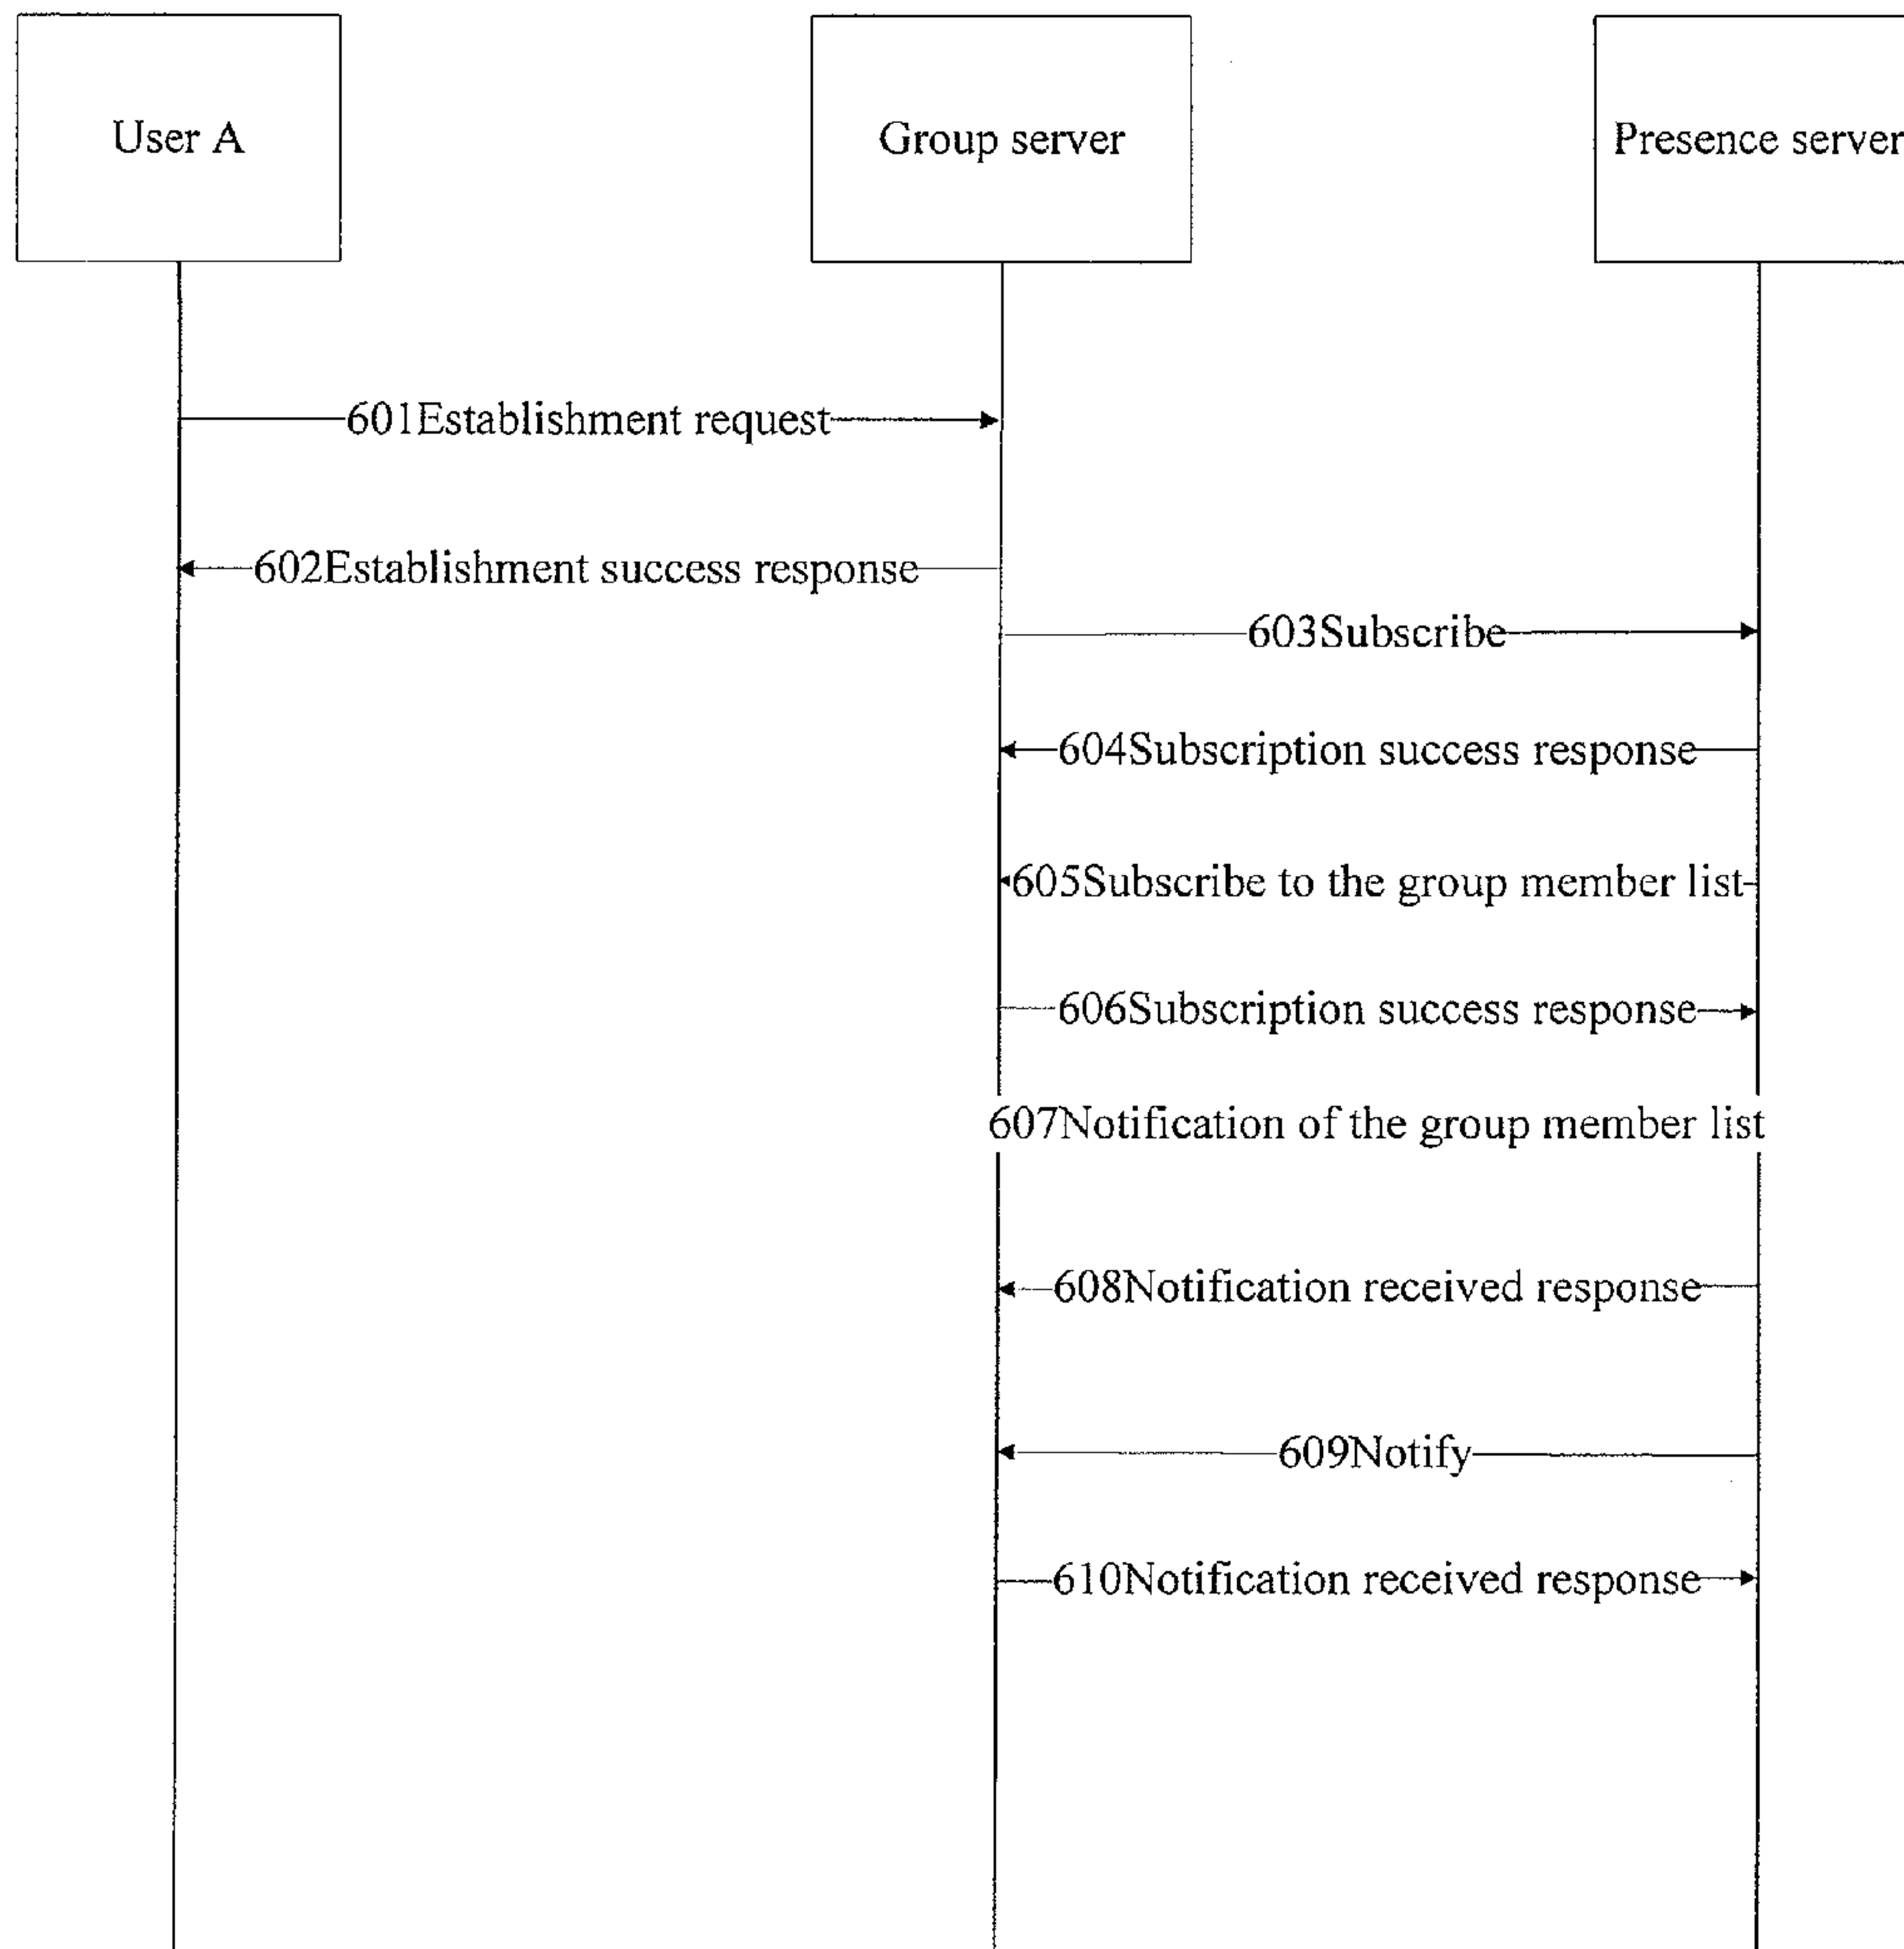 User A
Group server
Presence server
601Establishment request
602Establishment success response
603Subscribe
604Subscription success response
605Subscribe to the group member list
606Subscription success response
607Notification of the group member list
608Notification received response
609Notify
610Notification received response